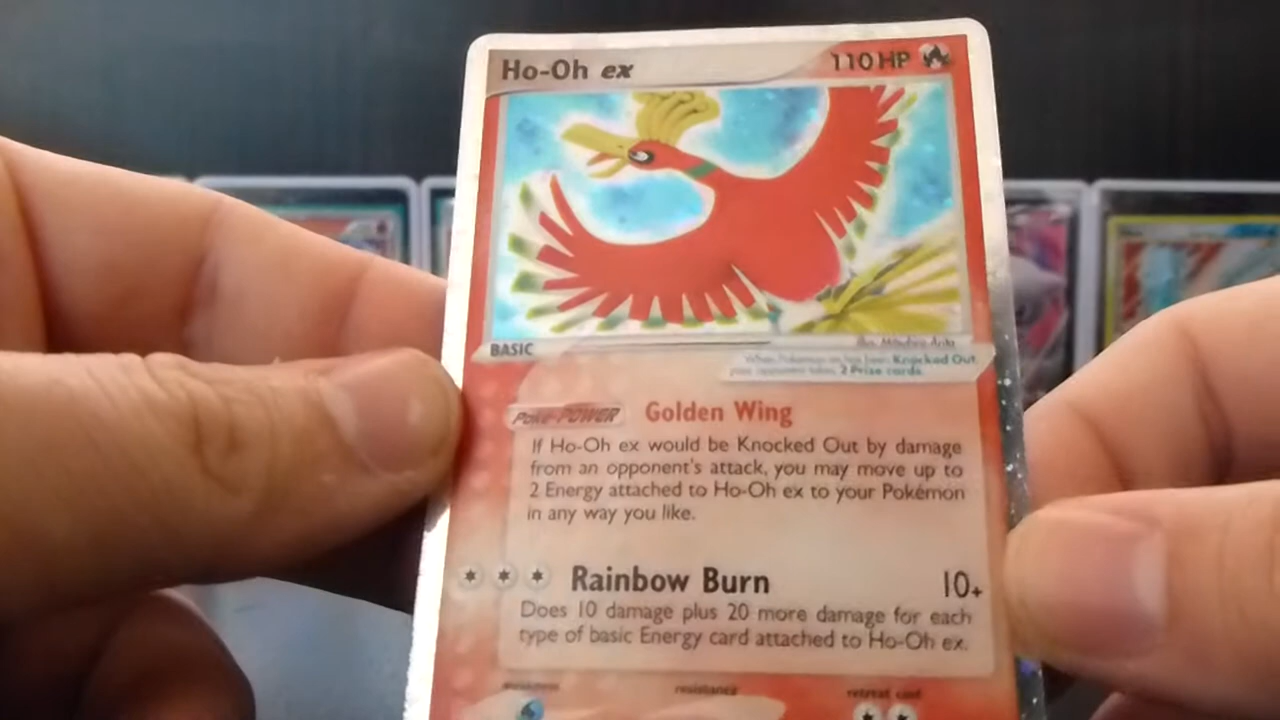 Ho-Oh ex 110 HP
BASIC Illus. Mitsuhiro Arita
When Pokémon-ex has been Knocked Out,
your opponent takes 2 Prize cards.
Poké-POWER Golden Wing
If Ho-Oh ex would be Knocked Out by damage
from an opponent's attack, you may move up to
2 Energy attached to Ho-Oh ex to your Pokémon
in any way you like.
Rainbow Burn 10+
Does 10 damage plus 20 more damage for each
type of basic Energy card attached to Ho-Oh ex.
weakness resistance retreat cost